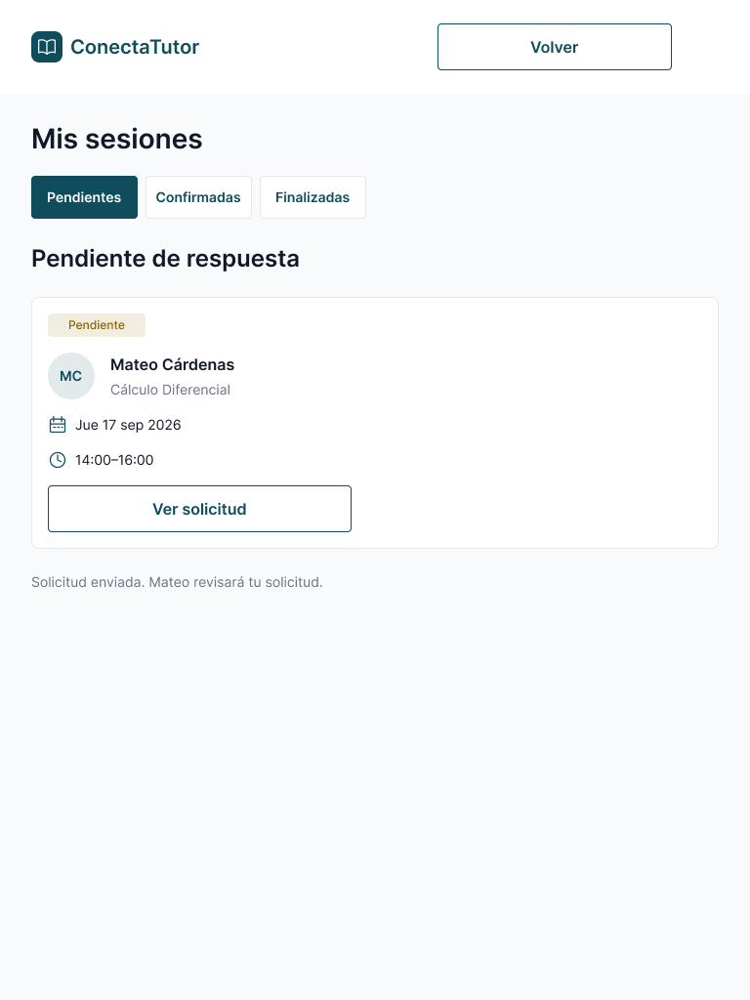 ConectaTutor
Volver
Mis sesiones
Pendientes
Confirmadas
Finalizadas
Pendiente de respuesta
Pendiente
MC
Mateo Cárdenas
Cálculo Diferencial
Jue 17 sep 2026
14:00–16:00
Ver solicitud
Solicitud enviada. Mateo revisará tu solicitud.